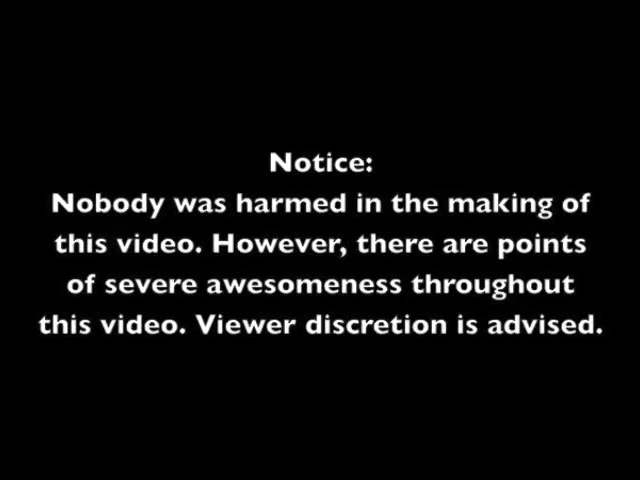 Notice:
Nobody was harmed in the making of
this video. However, there are points
of severe awesomeness throughout
this video. Viewer discretion is advised.